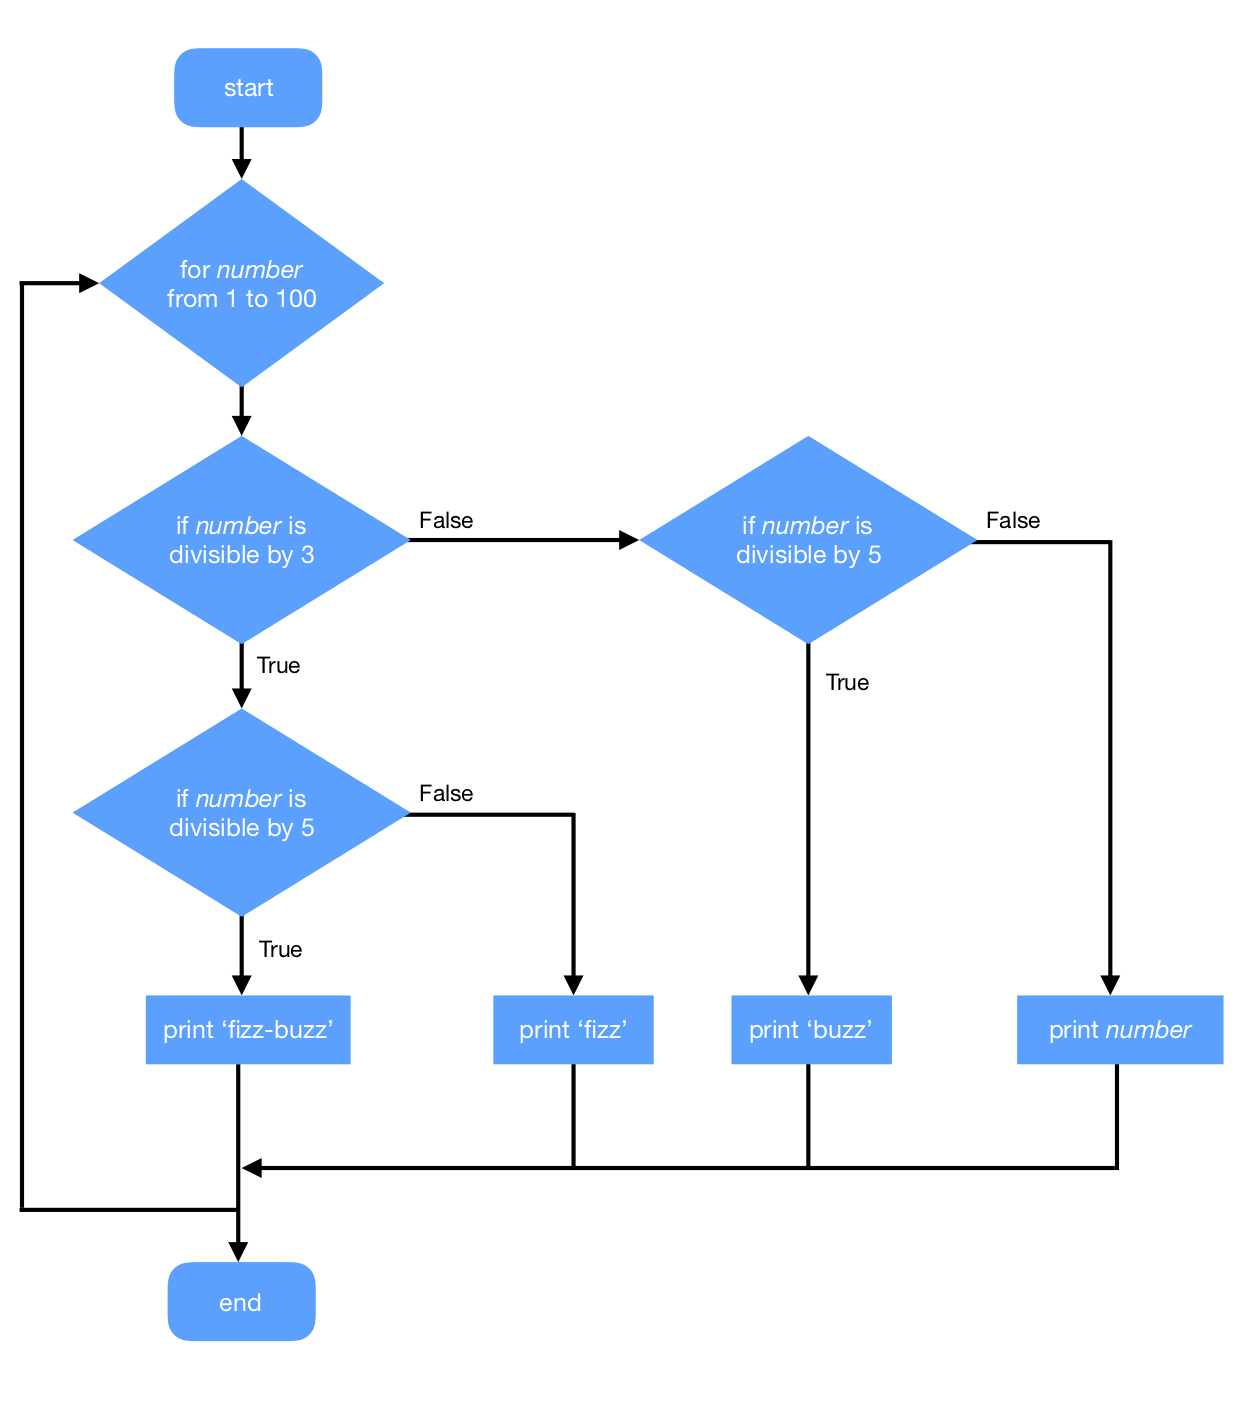 start
for number
from 1 to 100
if number is
divisible by 3
False
if number is
divisible by 5
False
True
True
if number is
divisible by 5
False
True
print ‘fizz-buzz’
print ‘fizz’
print ‘buzz’
print number
end